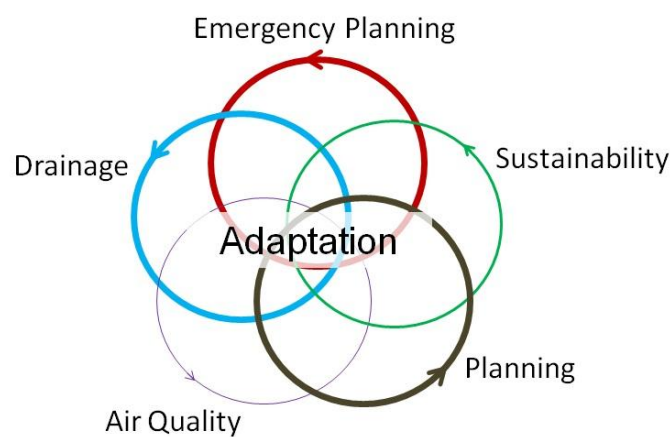 Emergency Planning
Drainage
Sustainability
Adaptation
Planning
Air Quality